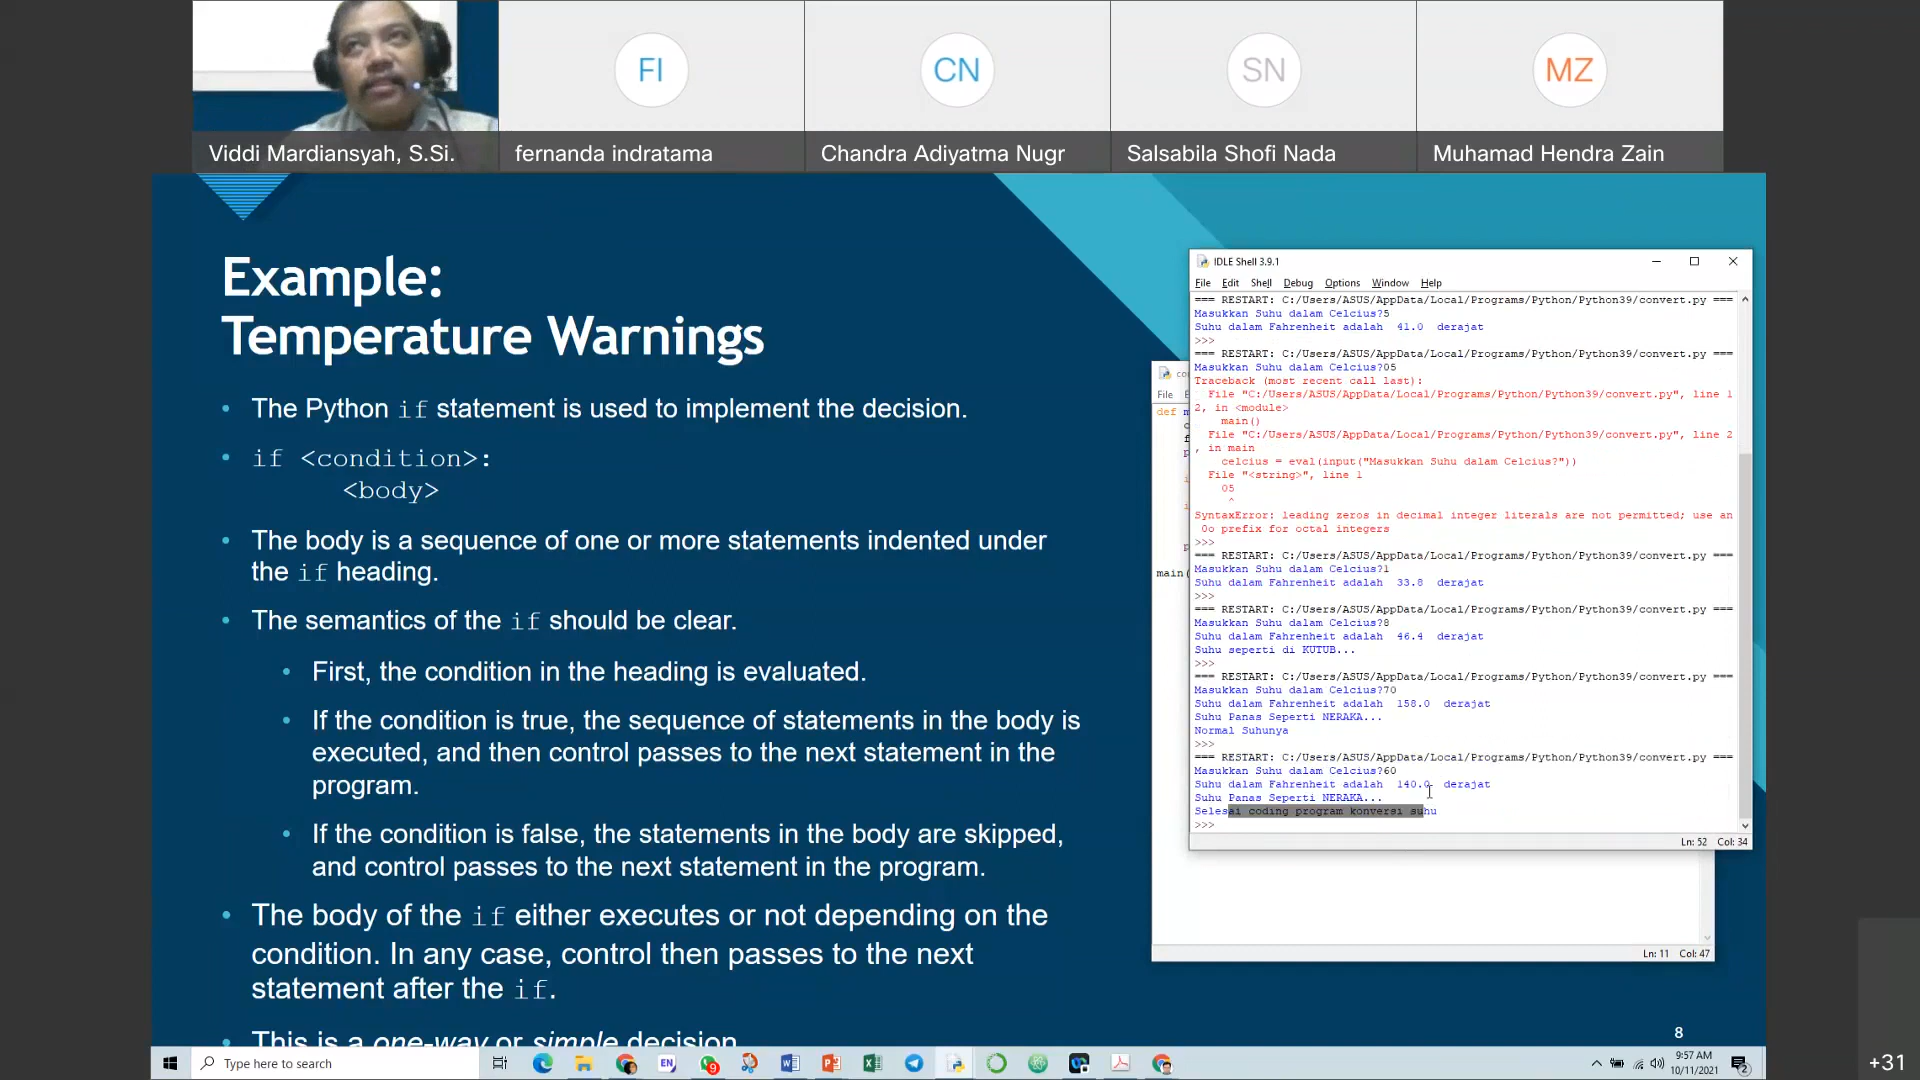 FI
CN
SN
MZ
Viddi Mardiansyah, S.Si.
fernanda indratama
Chandra Adiyatma Nugr
Salsabila Shofi Nada
Muhamad Hendra Zain
Example:
Temperature Warnings
• The Python if statement is used to implement the decision.
• if <condition>:
<body>
• The body is a sequence of one or more statements indented under
the if heading.
• The semantics of the if should be clear.
• First, the condition in the heading is evaluated.
• If the condition is true, the sequence of statements in the body is
executed, and then control passes to the next statement in the
program.
• If the condition is false, the statements in the body are skipped,
and control passes to the next statement in the program.
• The body of the if either executes or not depending on the
condition. In any case, control then passes to the next
statement after the if.
• This is a one-way or simple decision
8
IDLE Shell 3.9.1
File Edit Shell Debug Options Window Help
=== RESTART: C:/Users/ASUS/AppData/Local/Programs/Python/Python39/convert.py ===
Masukkan Suhu dalam Celcius?5
Suhu dalam Fahrenheit adalah  41.0  derajat
>>>
=== RESTART: C:/Users/ASUS/AppData/Local/Programs/Python/Python39/convert.py ===
Masukkan Suhu dalam Celcius?05
Traceback (most recent call last):
File "C:/Users/ASUS/AppData/Local/Programs/Python/Python39/convert.py", line 1
2, in <module>
main()
File "C:/Users/ASUS/AppData/Local/Programs/Python/Python39/convert.py", line 2
, in main
celcius = eval(input("Masukkan Suhu dalam Celcius?"))
File "<string>", line 1
05
^
SyntaxError: leading zeros in decimal integer literals are not permitted; use an
0o prefix for octal integers
>>>
=== RESTART: C:/Users/ASUS/AppData/Local/Programs/Python/Python39/convert.py ===
Masukkan Suhu dalam Celcius?1
Suhu dalam Fahrenheit adalah  33.8  derajat
>>>
=== RESTART: C:/Users/ASUS/AppData/Local/Programs/Python/Python39/convert.py ===
Masukkan Suhu dalam Celcius?8
Suhu dalam Fahrenheit adalah  46.4  derajat
Suhu seperti di KUTUB...
>>>
=== RESTART: C:/Users/ASUS/AppData/Local/Programs/Python/Python39/convert.py ===
Masukkan Suhu dalam Celcius?70
Suhu dalam Fahrenheit adalah  158.0  derajat
Suhu Panas Seperti NERAKA...
Normal Suhunya
>>>
=== RESTART: C:/Users/ASUS/AppData/Local/Programs/Python/Python39/convert.py ===
Masukkan Suhu dalam Celcius?60
Suhu dalam Fahrenheit adalah  140.0  derajat
Suhu Panas Seperti NERAKA...
Selesai coding program konversi suhu
>>>
Ln: 52  Col: 34
File
def
main(
Ln: 11  Col: 47
Type here to search
EN
9:57 AM
10/11/2021
+31